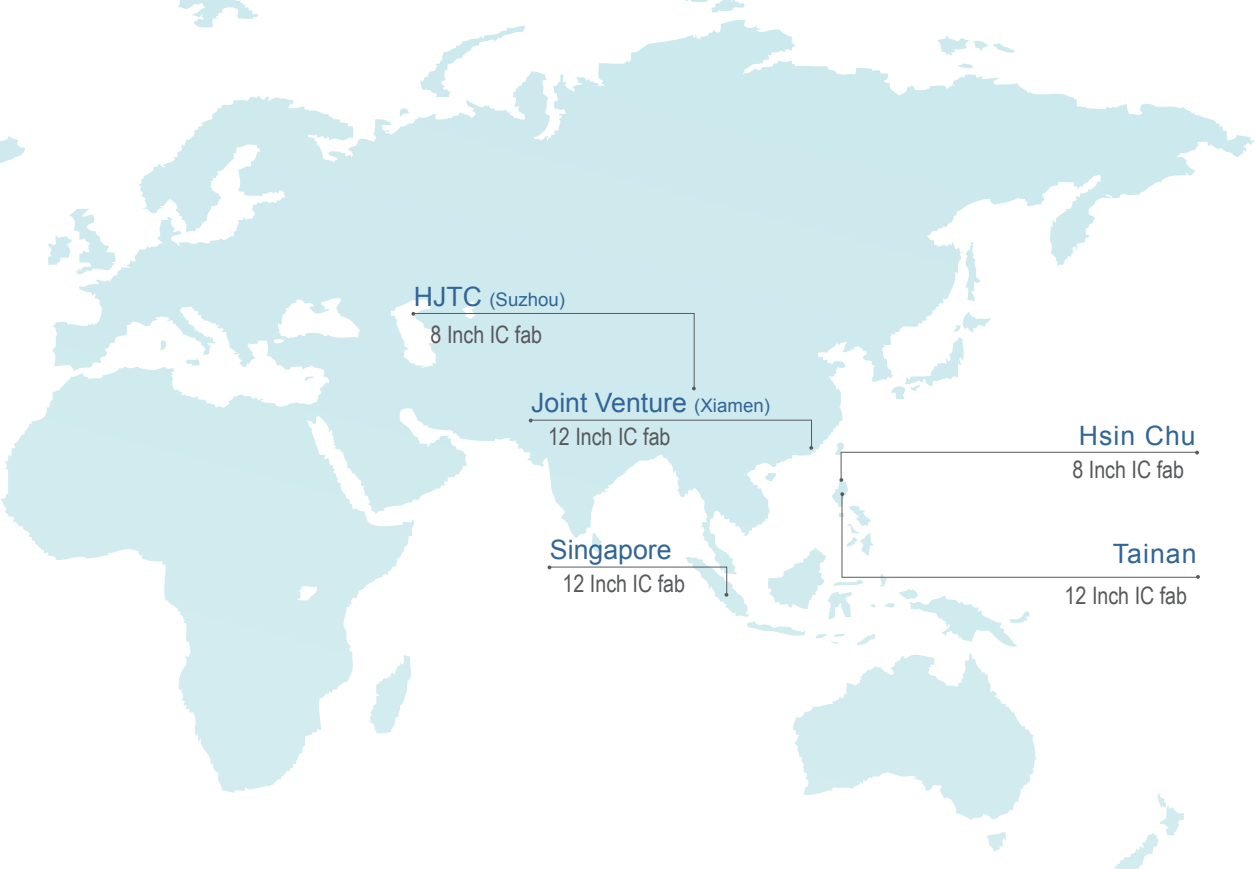 HJTC (Suzhou)
8 Inch IC fab
Joint Venture (Xiamen)
12 Inch IC fab
Hsin Chu
8 Inch IC fab
Singapore
12 Inch IC fab
Tainan
12 Inch IC fab